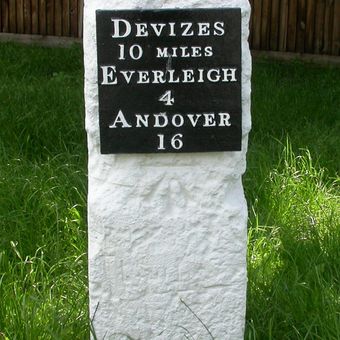 DEVIZES
10 MILES
EVERLEIGH
4
ANDOVER
16